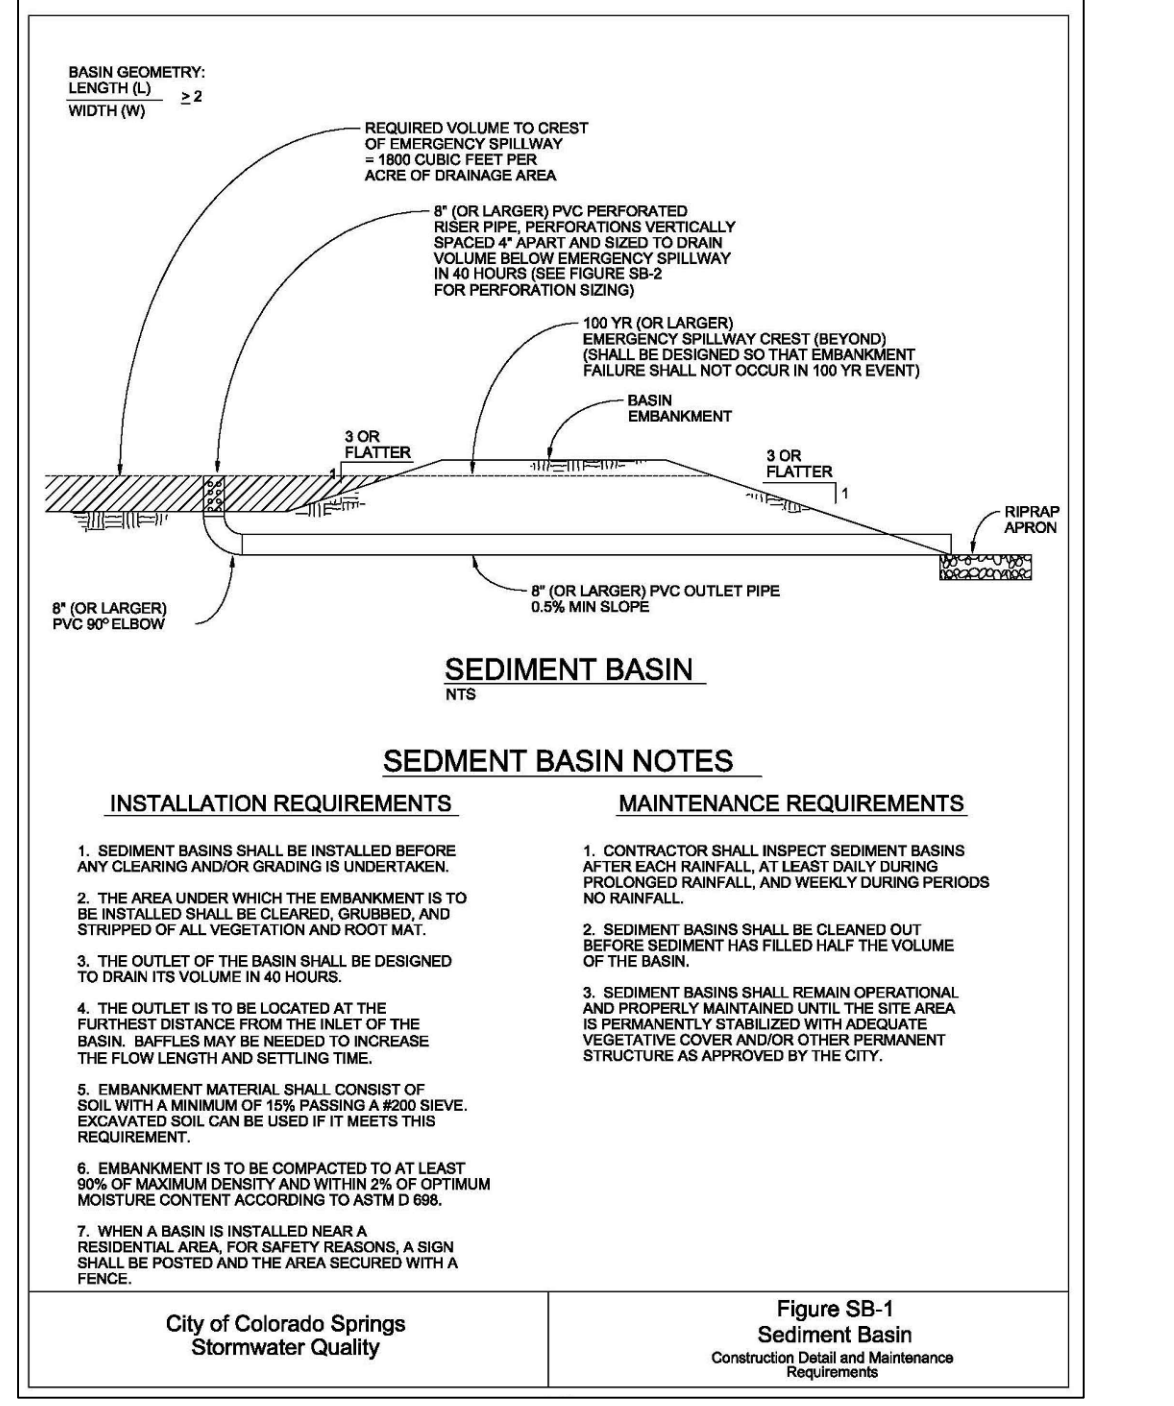 BASIN GEOMETRY:
LENGTH (L)
≥ 2
WIDTH (W)
REQUIRED VOLUME TO CREST
OF EMERGENCY SPILLWAY
= 1800 CUBIC FEET PER
ACRE OF DRAINAGE AREA
8" (OR LARGER) PVC PERFORATED
RISER PIPE, PERFORATIONS VERTICALLY
SPACED 4" APART AND SIZED TO DRAIN
VOLUME BELOW EMERGENCY SPILLWAY
IN 40 HOURS (SEE FIGURE SB-2
FOR PERFORATION SIZING)
100 YR (OR LARGER)
EMERGENCY SPILLWAY CREST (BEYOND)
(SHALL BE DESIGNED SO THAT EMBANKMENT
FAILURE SHALL NOT OCCUR IN 100 YR EVENT)
BASIN
EMBANKMENT
3 OR
FLATTER
1
3 OR
FLATTER
1
RIPRAP
APRON
8" (OR LARGER) PVC OUTLET PIPE
0.5% MIN SLOPE
8" (OR LARGER)
PVC 90° ELBOW
SEDIMENT BASIN
NTS
SEDMENT BASIN NOTES
INSTALLATION REQUIREMENTS
1. SEDIMENT BASINS SHALL BE INSTALLED BEFORE
ANY CLEARING AND/OR GRADING IS UNDERTAKEN.
2. THE AREA UNDER WHICH THE EMBANKMENT IS TO
BE INSTALLED SHALL BE CLEARED, GRUBBED, AND
STRIPPED OF ALL VEGETATION AND ROOT MAT.
3. THE OUTLET OF THE BASIN SHALL BE DESIGNED
TO DRAIN ITS VOLUME IN 40 HOURS.
4. THE OUTLET IS TO BE LOCATED AT THE
FURTHEST DISTANCE FROM THE INLET OF THE
BASIN. BAFFLES MAY BE NEEDED TO INCREASE
THE FLOW LENGTH AND SETTLING TIME.
5. EMBANKMENT MATERIAL SHALL CONSIST OF
SOIL WITH A MINIMUM OF 15% PASSING A #200 SIEVE.
EXCAVATED SOIL CAN BE USED IF IT MEETS THIS
REQUIREMENT.
6. EMBANKMENT IS TO BE COMPACTED TO AT LEAST
90% OF MAXIMUM DENSITY AND WITHIN 2% OF OPTIMUM
MOISTURE CONTENT ACCORDING TO ASTM D 698.
7. WHEN A BASIN IS INSTALLED NEAR A
RESIDENTIAL AREA, FOR SAFETY REASONS, A SIGN
SHALL BE POSTED AND THE AREA SECURED WITH A
FENCE.
MAINTENANCE REQUIREMENTS
1. CONTRACTOR SHALL INSPECT SEDIMENT BASINS
AFTER EACH RAINFALL, AT LEAST DAILY DURING
PROLONGED RAINFALL, AND WEEKLY DURING PERIODS
NO RAINFALL.
2. SEDIMENT BASINS SHALL BE CLEANED OUT
BEFORE SEDIMENT HAS FILLED HALF THE VOLUME
OF THE BASIN.
3. SEDIMENT BASINS SHALL REMAIN OPERATIONAL
AND PROPERLY MAINTAINED UNTIL THE SITE AREA
IS PERMANENTLY STABILIZED WITH ADEQUATE
VEGETATIVE COVER AND/OR OTHER PERMANENT
STRUCTURE AS APPROVED BY THE CITY.
City of Colorado Springs
Stormwater Quality
Figure SB-1
Sediment Basin
Construction Detail and Maintenance
Requirements